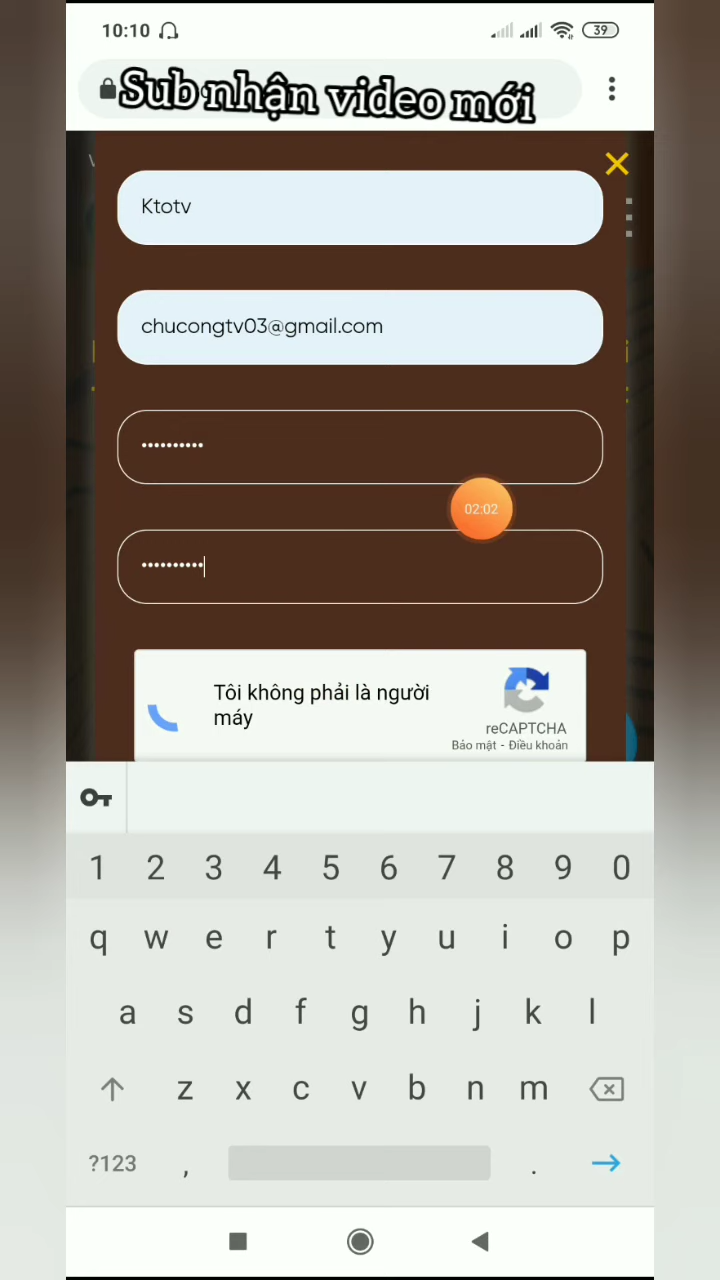 10:10
39
Sub nhận video mới
Ktotv
chucongtv03@gmail.com
••••••••••
02:02
••••••••••
Tôi không phải là người
máy
reCAPTCHA
Bảo mật - Điều khoản
1 2 3 4 5 6 7 8 9 0
q w e r t y u i o p
a s d f g h j k l
z x c v b n m
?123 , .